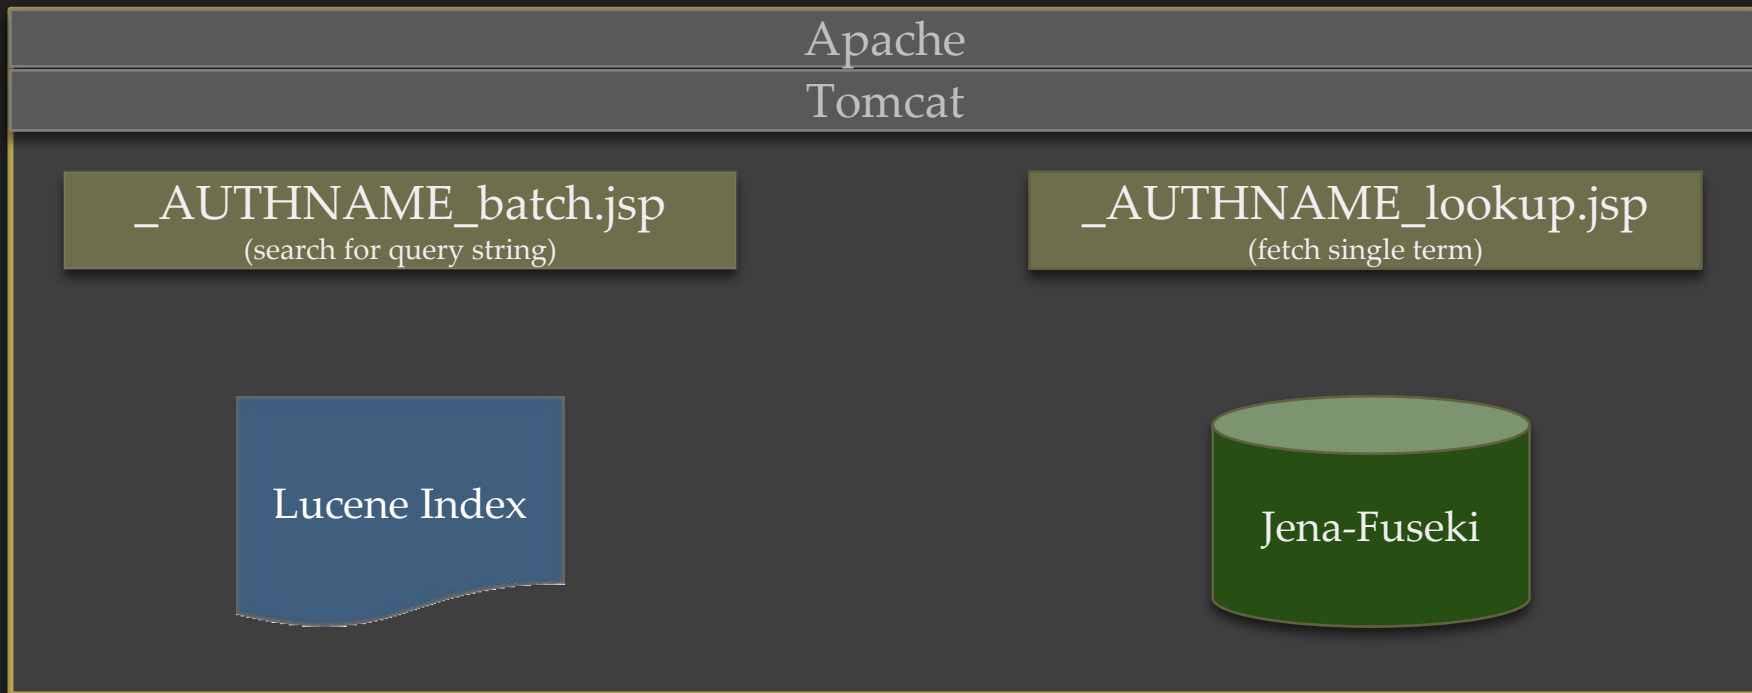 Apache
Tomcat
_AUTHNAME_batch.jsp
(search for query string)
_AUTHNAME_lookup.jsp
(fetch single term)
Lucene Index
Jena-Fuseki